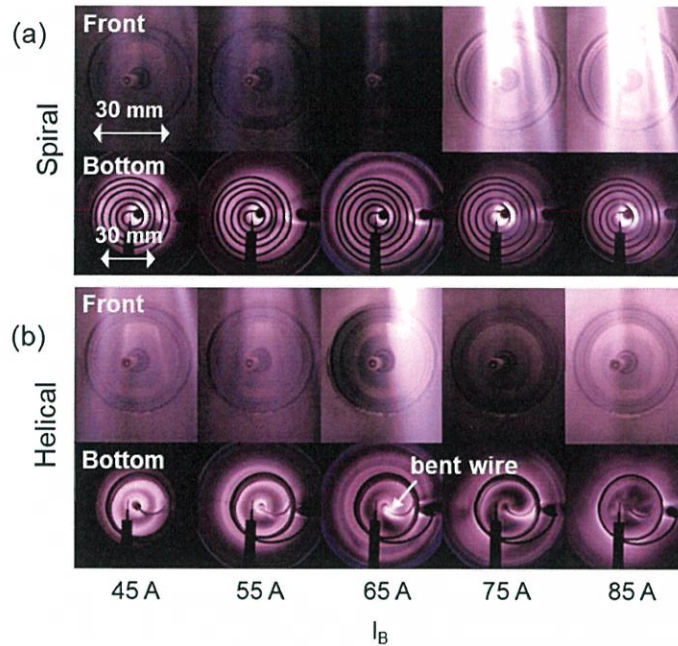 (a)
Front
30 mm
Spiral
Bottom
30 mm
(b)
Front
Helical
Bottom
bent wire
45 A 55 A 65 A 75 A 85 A
I_B